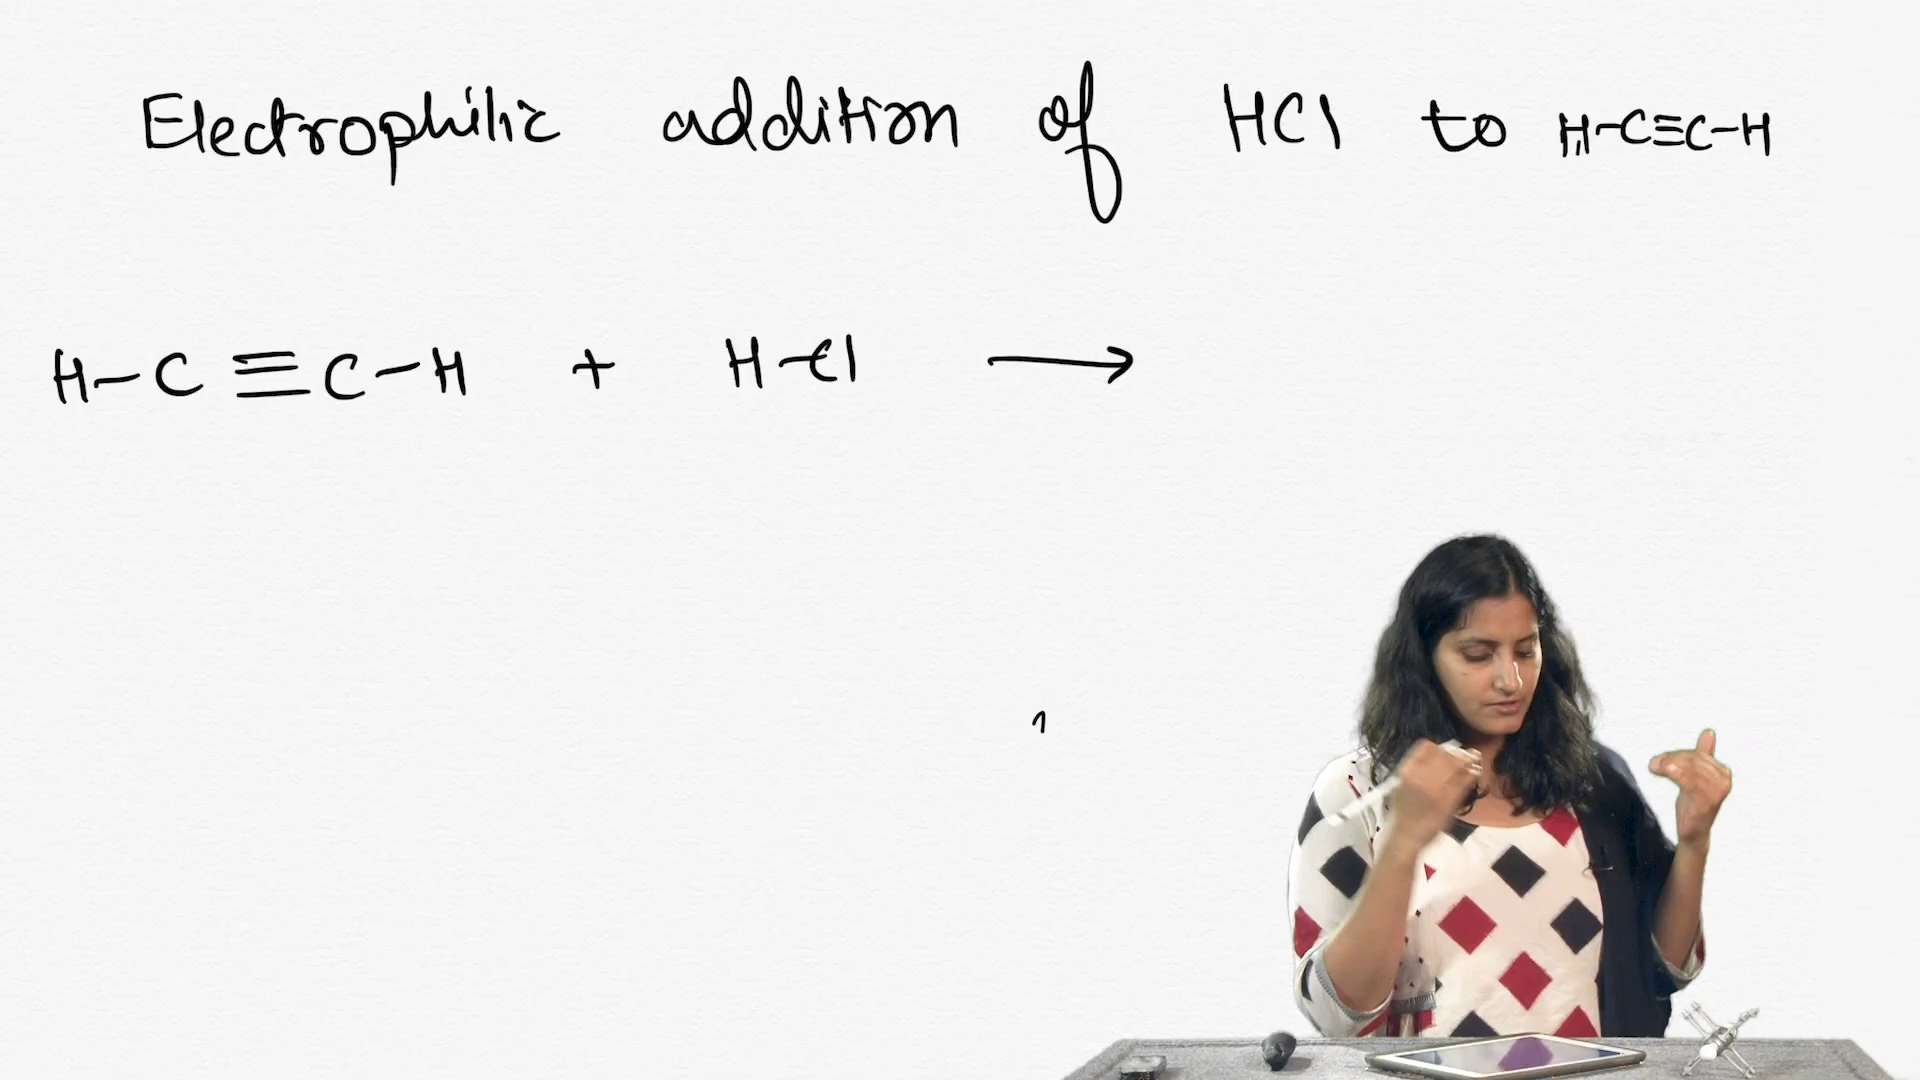 Electrophilic addition of HCl to H-C≡C-H
H-C≡C-H + H-Cl ⟶